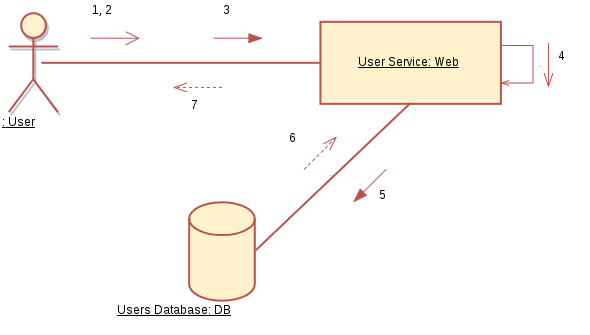 1, 2
3
User Service: Web
4
7
: User
6
5
Users Database: DB